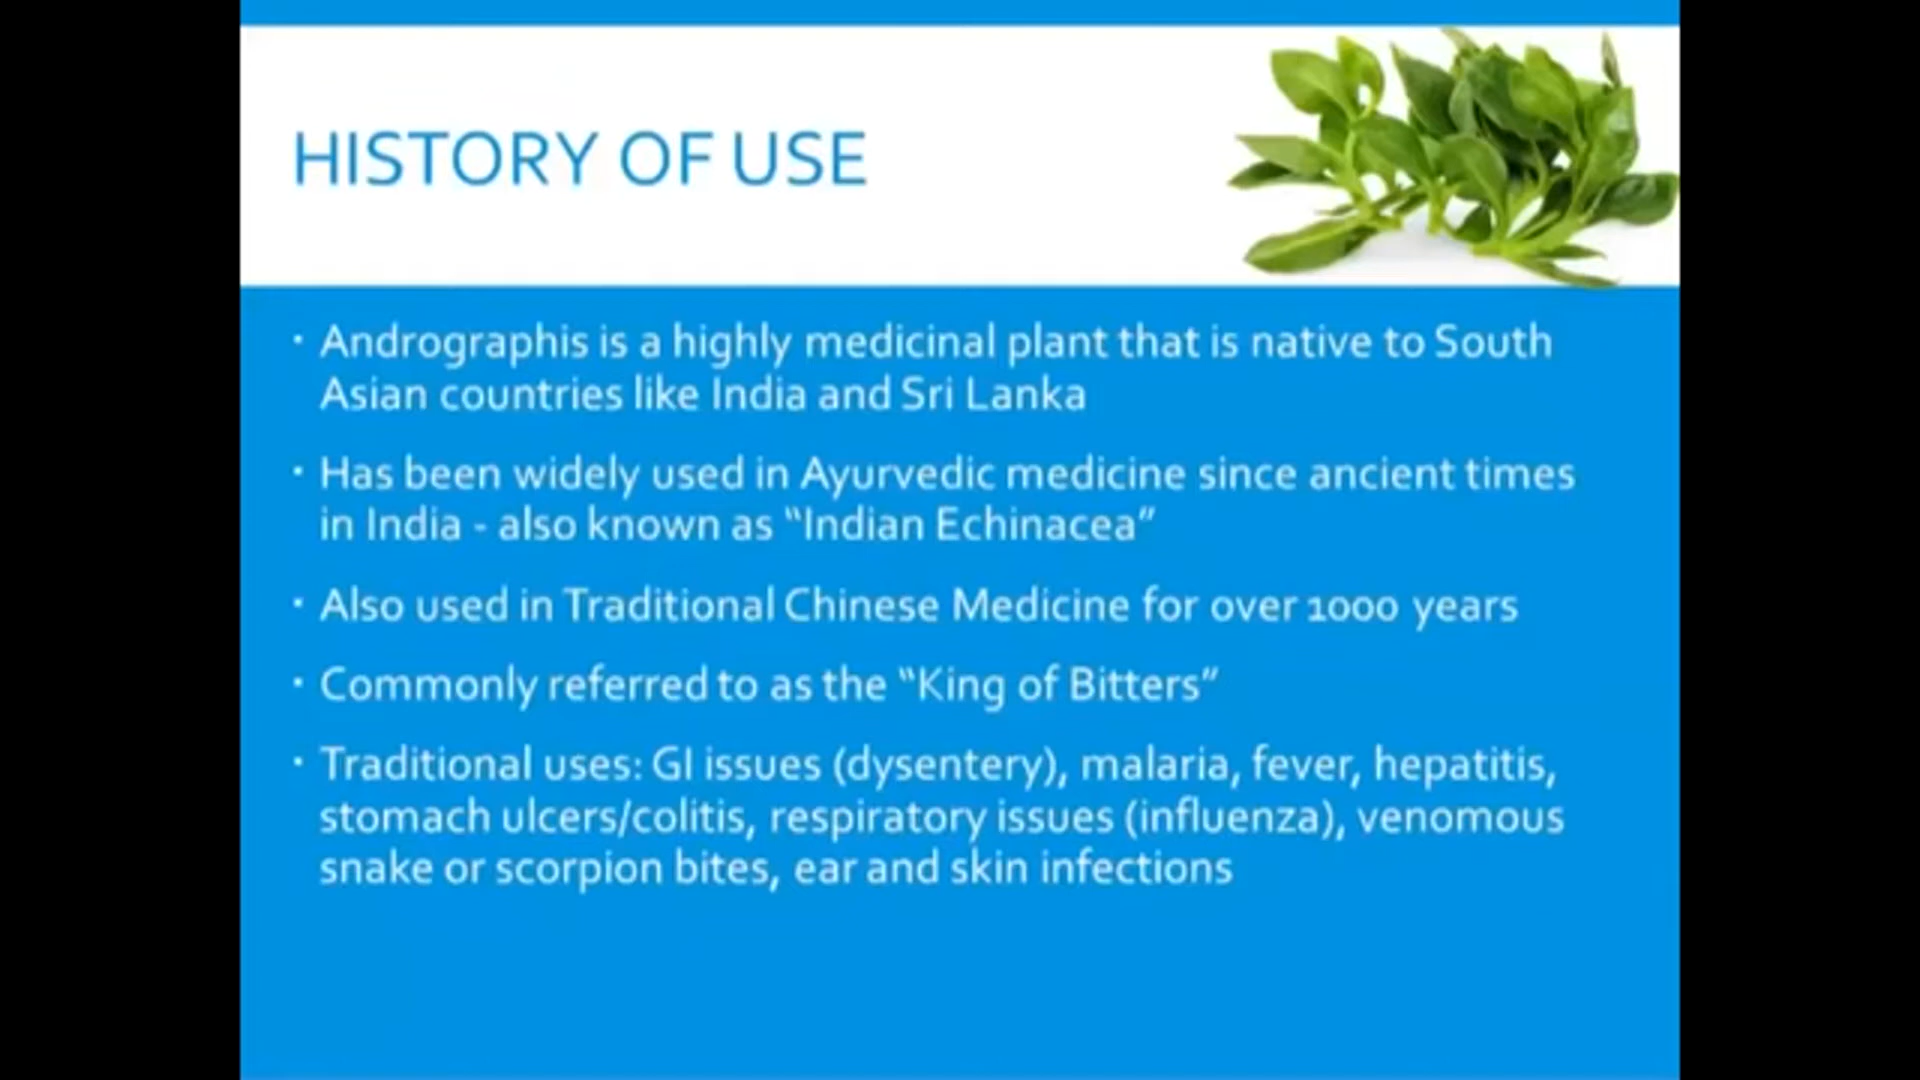 HISTORY OF USE
· Andrographis is a highly medicinal plant that is native to South
Asian countries like India and Sri Lanka
· Has been widely used in Ayurvedic medicine since ancient times
in India - also known as “Indian Echinacea”
· Also used in Traditional Chinese Medicine for over 1000 years
· Commonly referred to as the “King of Bitters”
· Traditional uses: GI issues (dysentery), malaria, fever, hepatitis,
stomach ulcers/colitis, respiratory issues (influenza), venomous
snake or scorpion bites, ear and skin infections